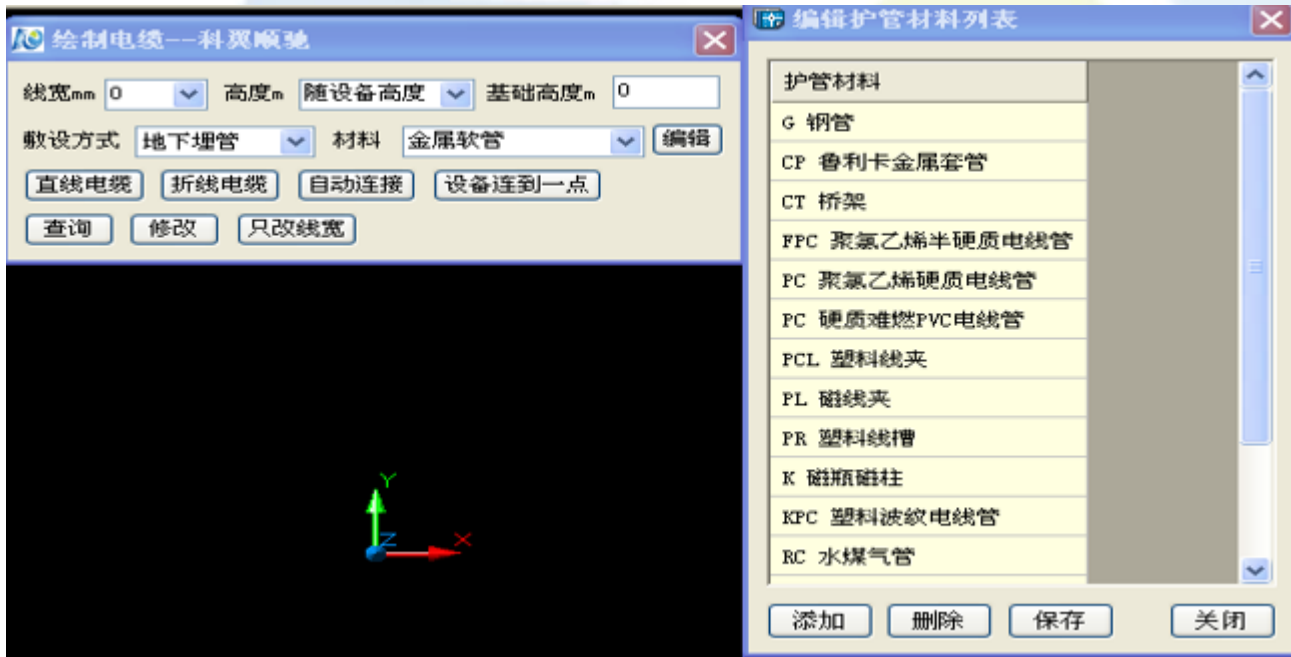 绘制电缆--科翼顺驰
线宽mm 0 高度m 随设备高度 基础高度m 0
敷设方式 地下埋管 材料 金属软管 编辑
直线电缆 折线电缆 自动连接 设备连到一点
查询 修改 只改线宽
Y
Z X
编辑护管材料列表
护管材料
G 钢管
CP 鲁利卡金属套管
CT 桥架
FPC 聚氯乙烯半硬质电线管
PC 聚氯乙烯硬质电线管
PC 硬质难燃PVC电线管
PCL 塑料线夹
PL 磁线夹
PR 塑料线槽
K 磁瓶磁柱
KPC 塑料波纹电线管
RC 水煤气管
添加 删除 保存 关闭